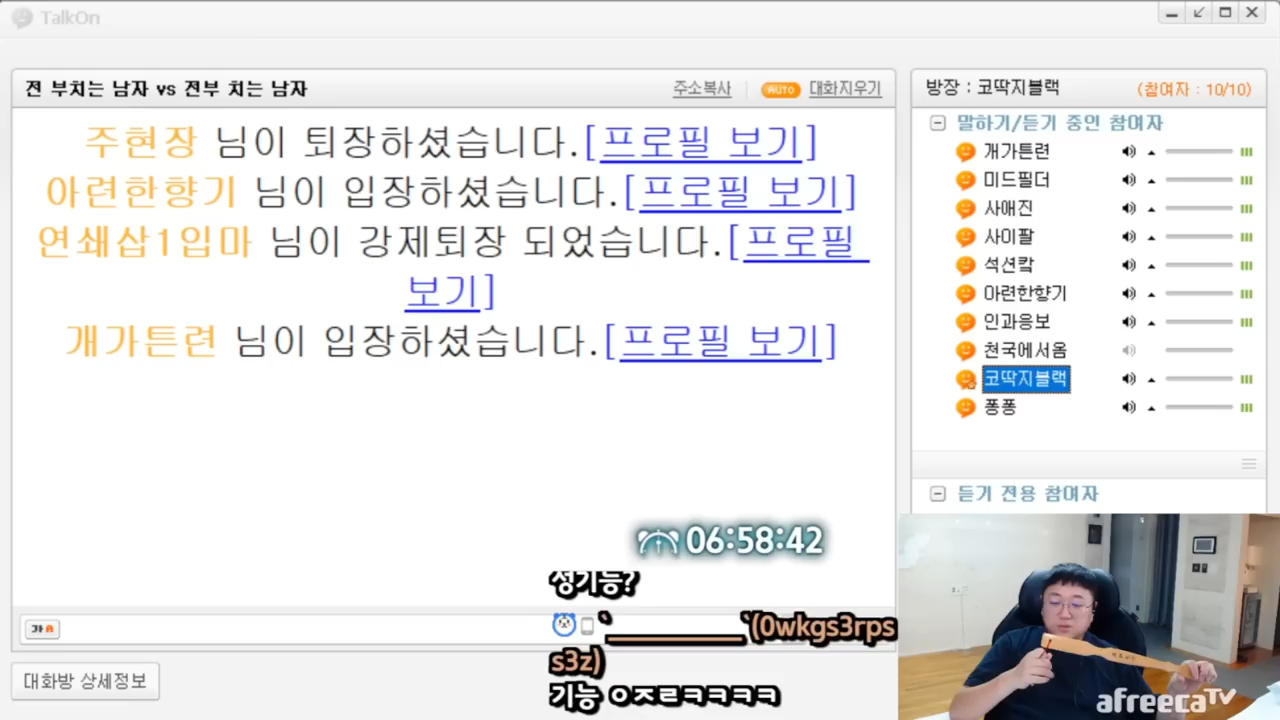 TalkOn
전 부치는 남자 vs 전부 치는 남자
주소복사
AUTO
대화지우기
주현장 님이 퇴장하셨습니다.[프로필 보기]
아련한향기 님이 입장하셨습니다.[프로필 보기]
연쇄삽1입마 님이 강제퇴장 되었습니다.[프로필
보기]
개가튼련 님이 입장하셨습니다.[프로필 보기]
06:58:42
성기능?
`__________`(0wkgs3rps
s3z)
기능 ㅇㅈㄹㅋㅋㅋㅋ
가a
대화방 상세정보
방장 : 코딱지블랙
(참여자 : 10/10)
말하기/듣기 중인 참여자
개가튼련
미드필더
사애진
사이팔
석션캌
아련한향기
인과응보
천국에서옴
코딱지블랙
퐁퐁
듣기 전용 참여자
afreecaTV